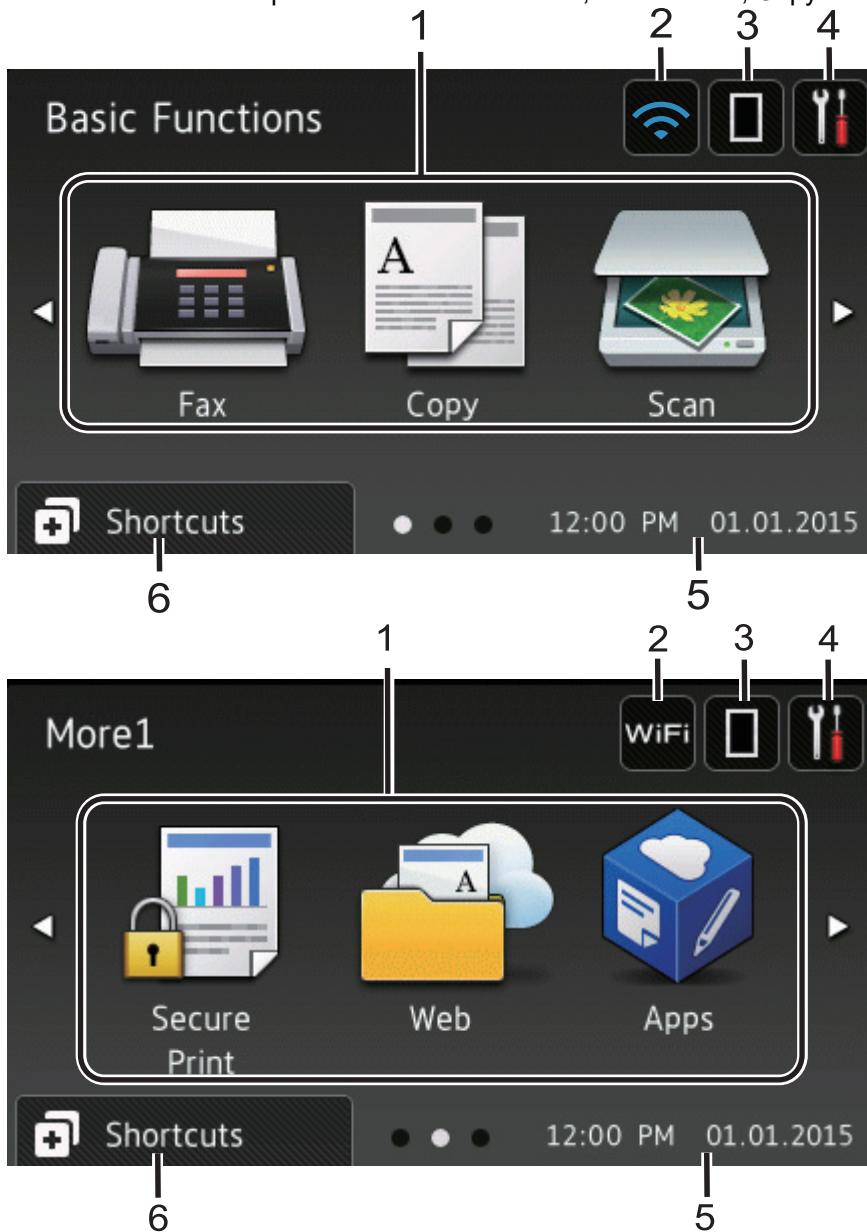 1 2 3 4
Basic Functions
A
Fax Copy Scan
Shortcuts 12:00 PM 01.01.2015
6 5
1 2 3 4
More1 WiFi
A
Secure Web Apps
Print
Shortcuts 12:00 PM 01.01.2015
6 5